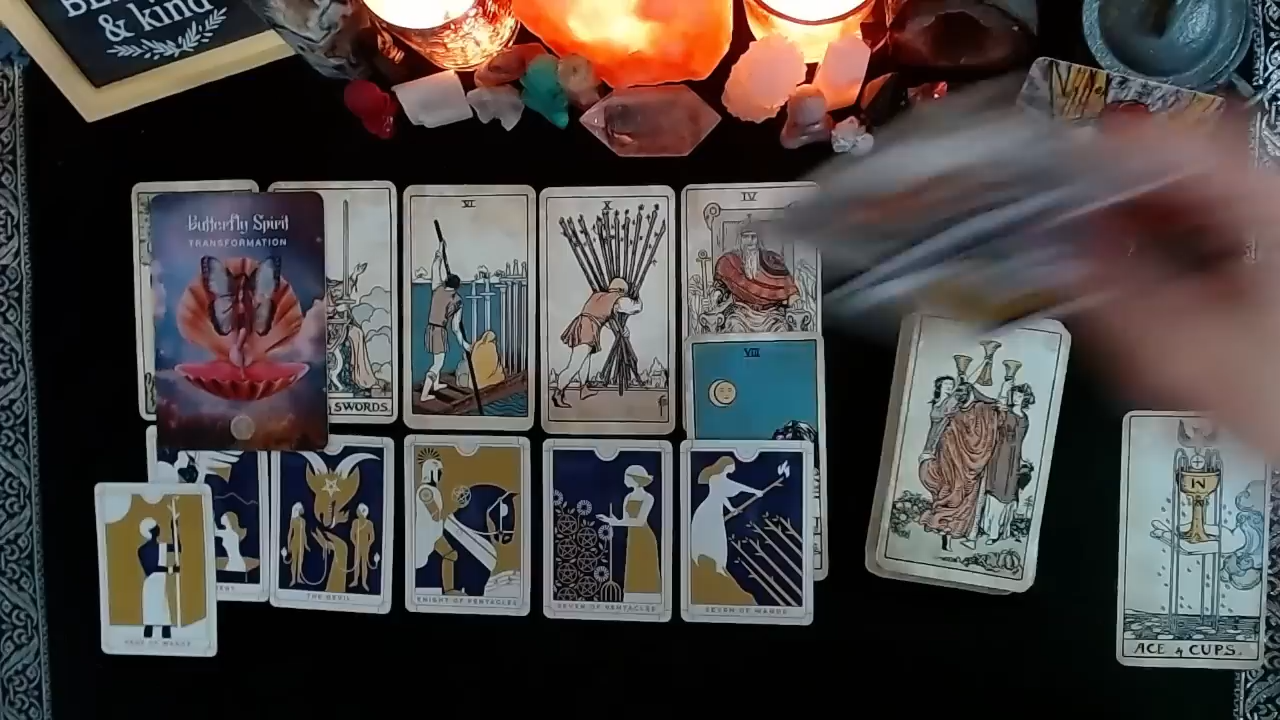 & kind
Butterfly Spirit
TRANSFORMATION
SWORDS.
VI
X
IV
VII
THE DEVIL
KNIGHT OF PENTACLES
SEVEN OF PENTACLES
SEVEN OF WANDS
PAGE OF WANDS
ACE of CUPS.